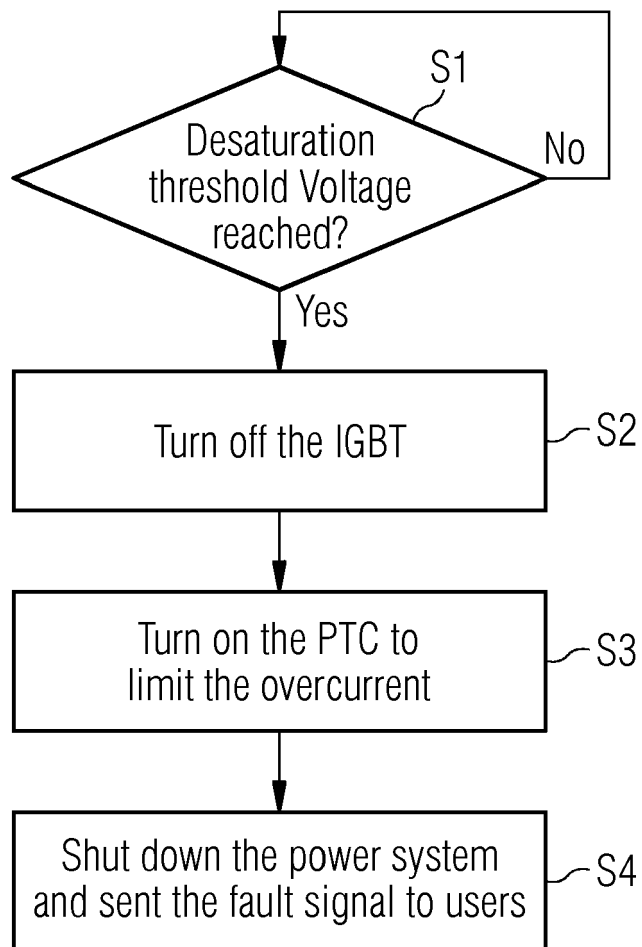 S1
Desaturation
threshold Voltage
reached?
No
Yes
Turn off the IGBT
S2
Turn on the PTC to
limit the overcurrent
S3
Shut down the power system
and sent the fault signal to users
S4